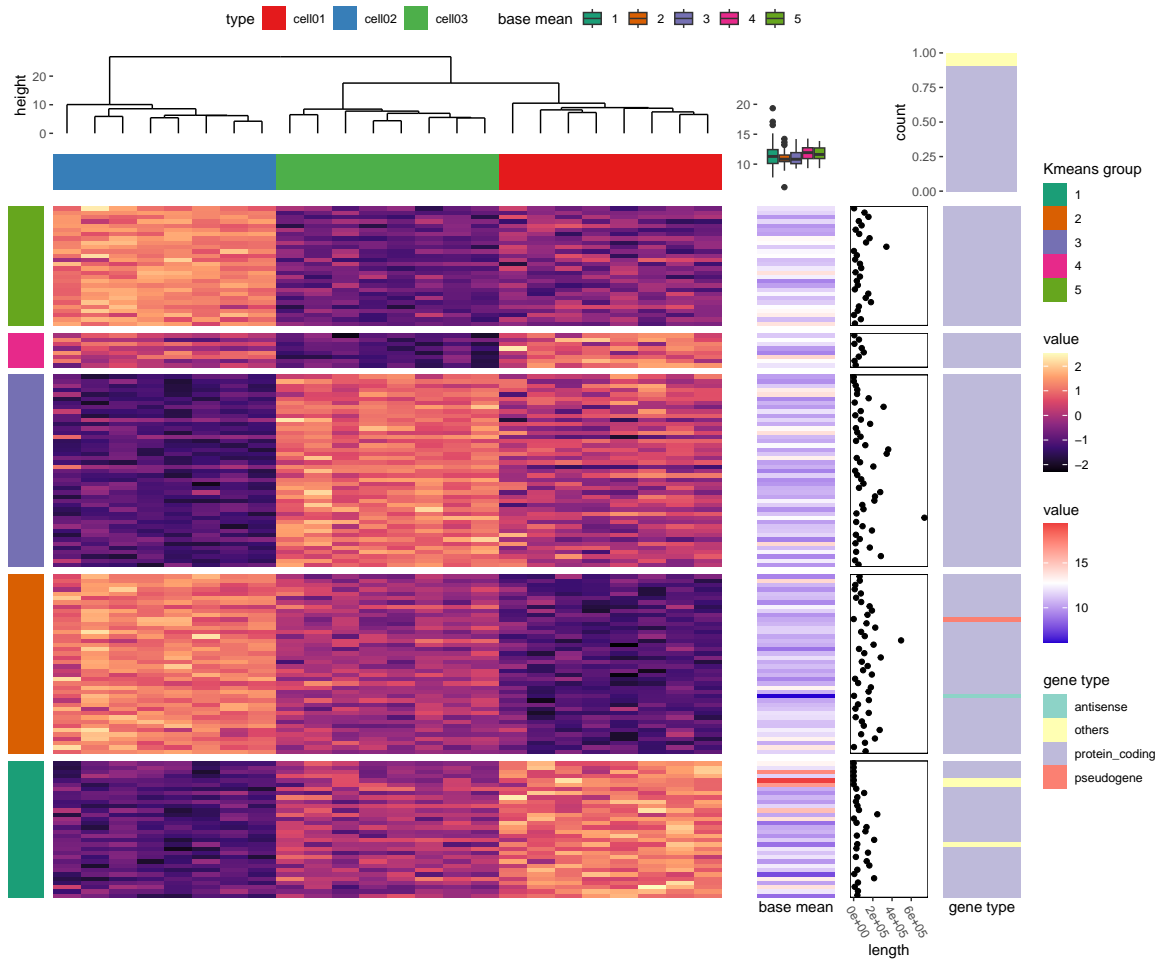 type cell01 cell02 cell03 base mean 1 2 3 4 5
height
20
10
0
20
15
10
count
1.00
0.75
0.50
0.25
0.00
Kmeans group
1
2
3
4
5
value
2
1
0
−1
−2
value
15
10
gene type
antisense
others
protein_coding
pseudogene
base mean
0e+00
2e+05
4e+05
6e+05
length
gene type